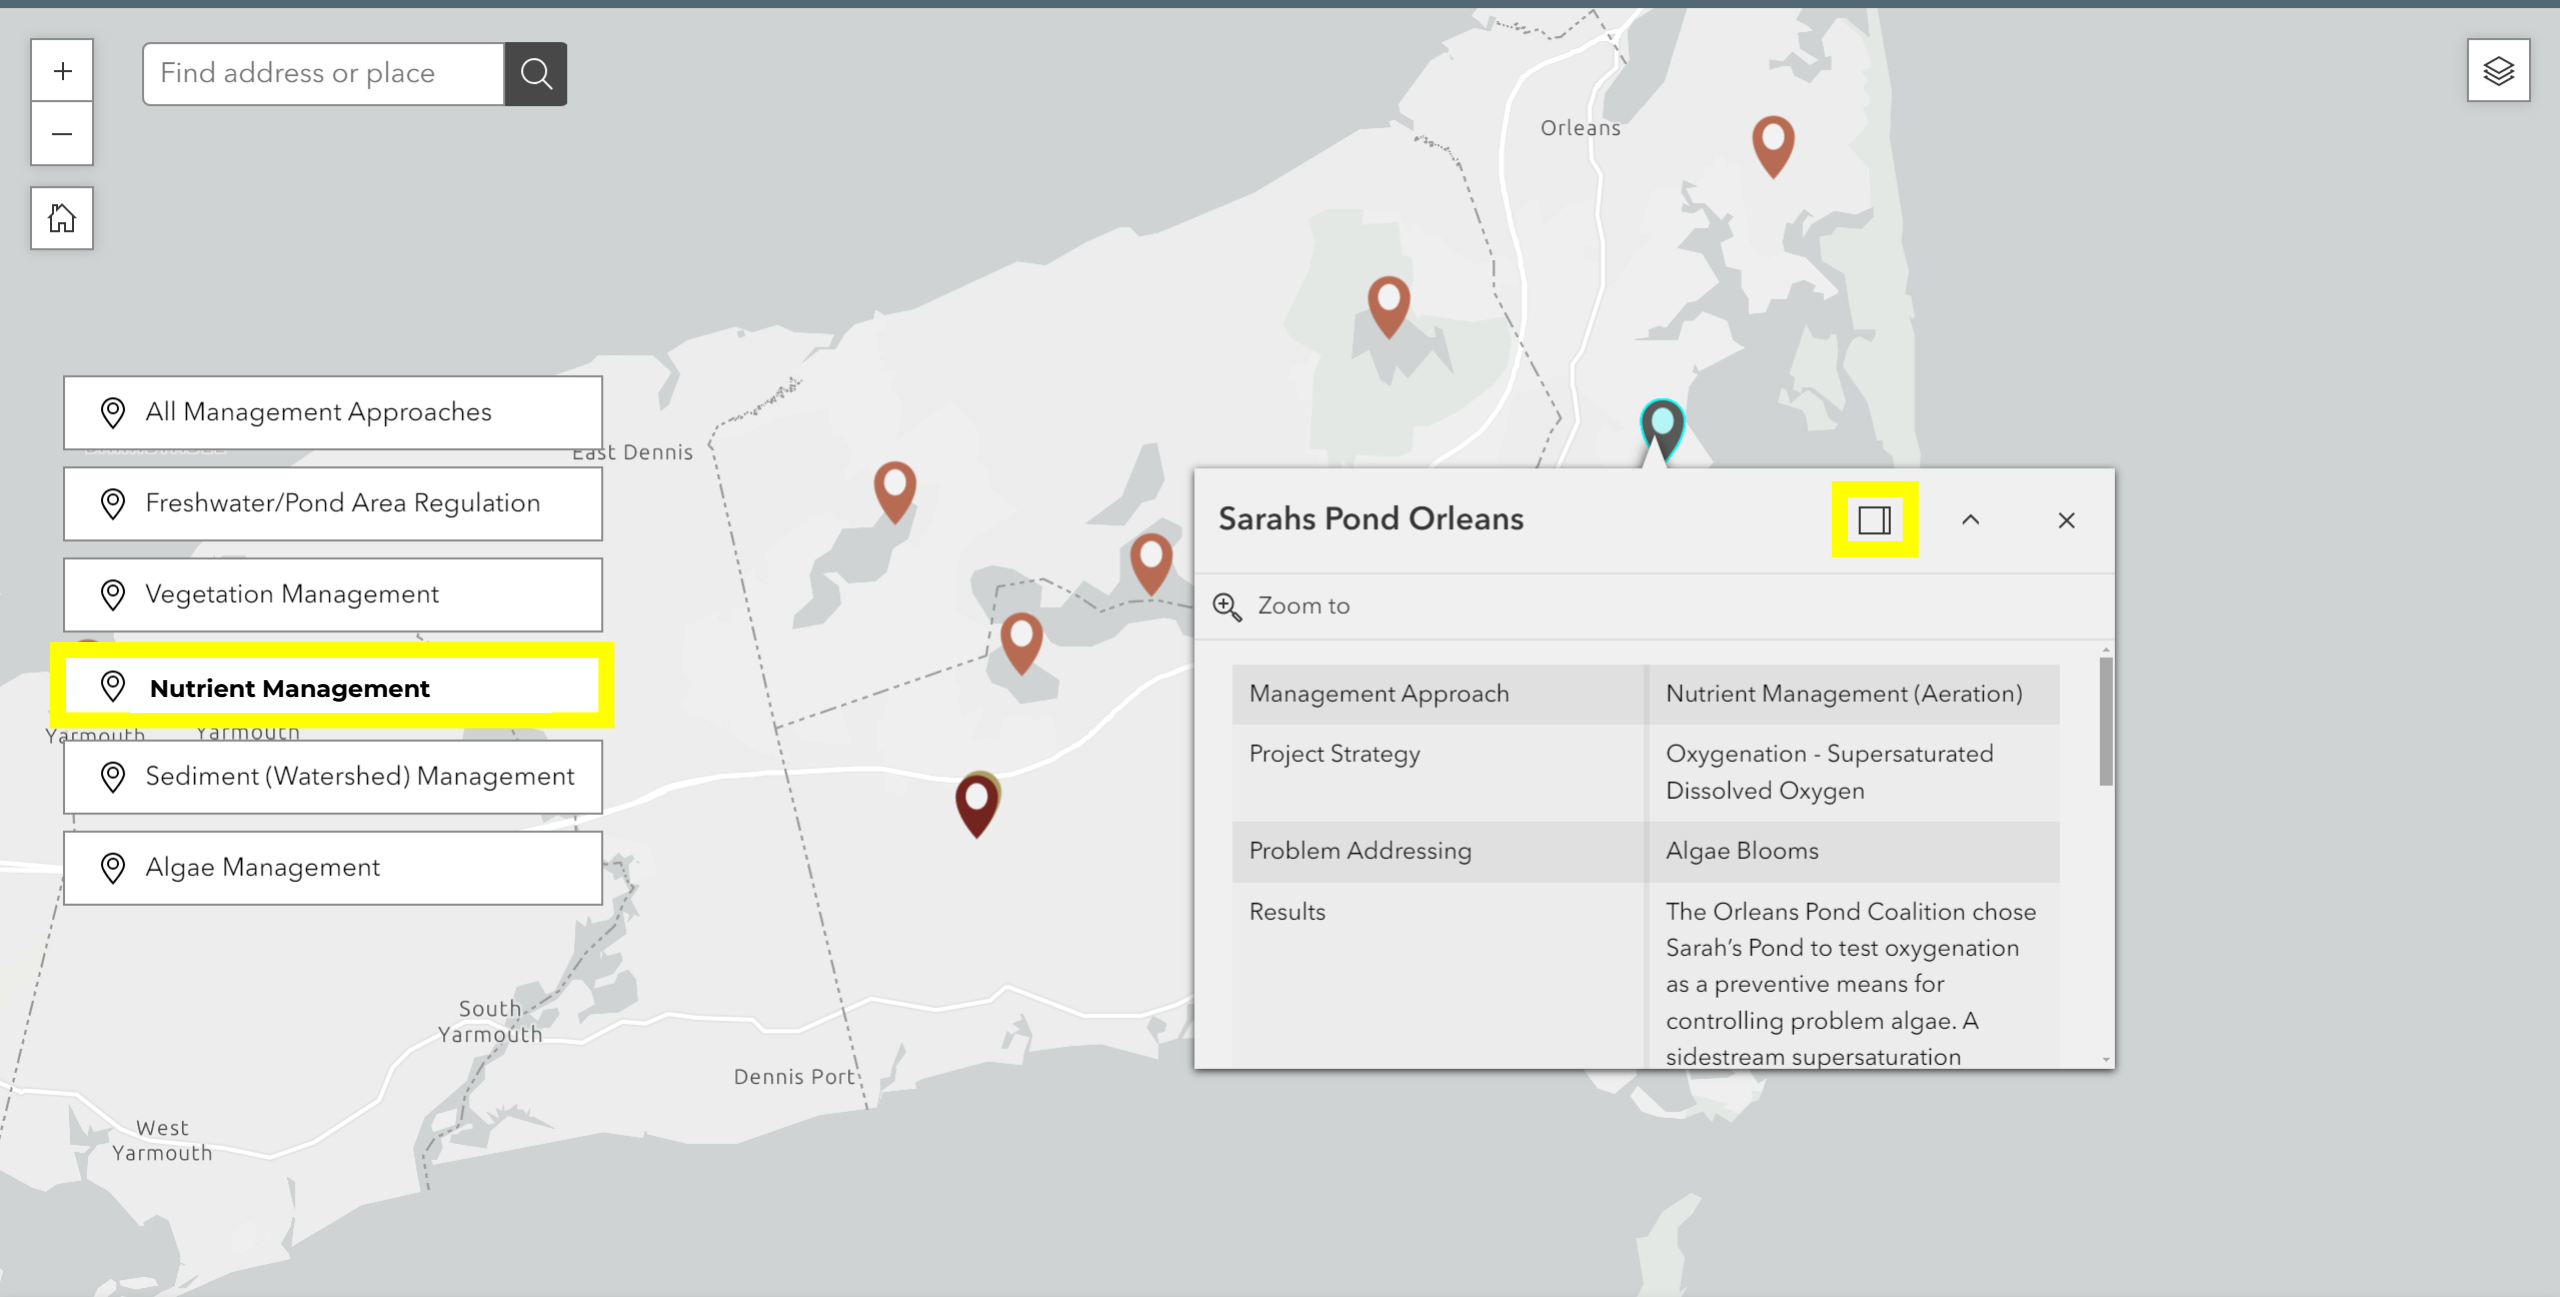 Find address or place
Orleans
All Management Approaches
East Dennis
Freshwater/Pond Area Regulation
Vegetation Management
Nutrient Management
Yarmouth
Yarmouth
Sediment (Watershed) Management
Algae Management
South
Yarmouth
Dennis Port
West
Yarmouth
Sarahs Pond Orleans
Zoom to
Management Approach
Nutrient Management (Aeration)
Project Strategy
Oxygenation - Supersaturated
Dissolved Oxygen
Problem Addressing
Algae Blooms
Results
The Orleans Pond Coalition chose
Sarah's Pond to test oxygenation
as a preventive means for
controlling problem algae. A
sidestream supersaturation